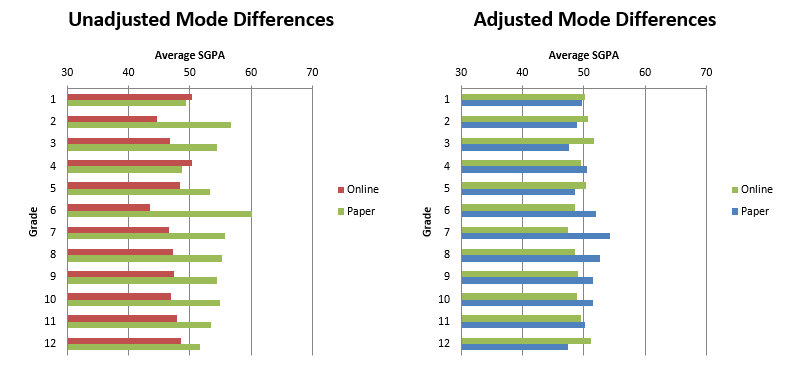 Unadjusted Mode Differences
Average SGPA
30 40 50 60 70
Grade
1
2
3
4
5
6
7
8
9
10
11
12
Online
Paper
Adjusted Mode Differences
Average SGPA
30 40 50 60 70
Grade
1
2
3
4
5
6
7
8
9
10
11
12
Online
Paper